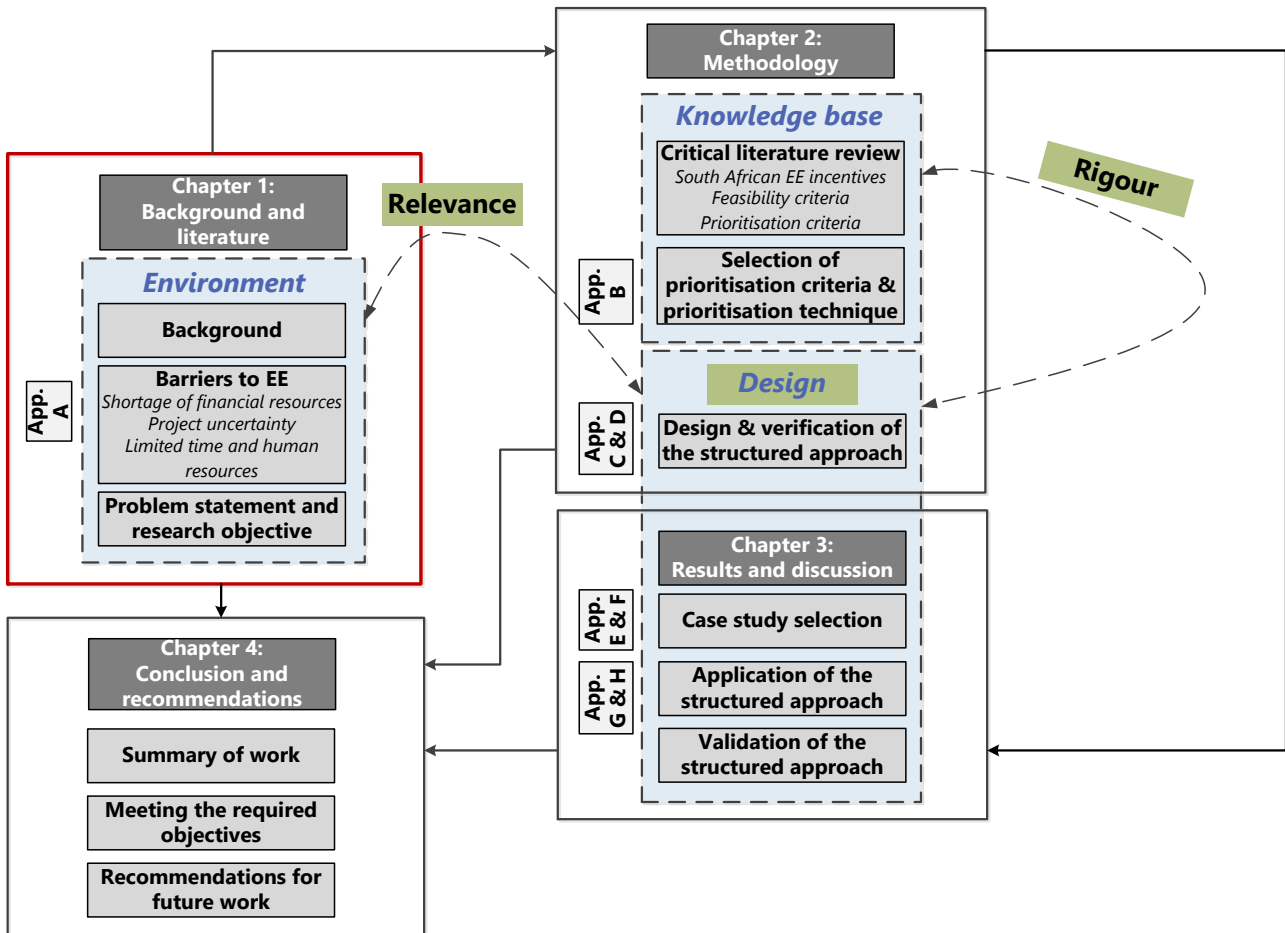 Chapter 1:
Background and
literature
Environment
Background
App.
A
Barriers to EE
Shortage of financial resources
Project uncertainty
Limited time and human
resources
Problem statement and
research objective
Relevance
Chapter 2:
Methodology
Knowledge base
Critical literature review
South African EE incentives
Feasibility criteria
Prioritisation criteria
App.
B
Selection of
prioritisation criteria &
prioritisation technique
Rigour
Design
App.
C & D
Design & verification of
the structured approach
Chapter 3:
Results and discussion
App.
E & F
Case study selection
App.
G & H
Application of the
structured approach
Validation of the
structured approach
Chapter 4:
Conclusion and
recommendations
Summary of work
Meeting the required
objectives
Recommendations for
future work